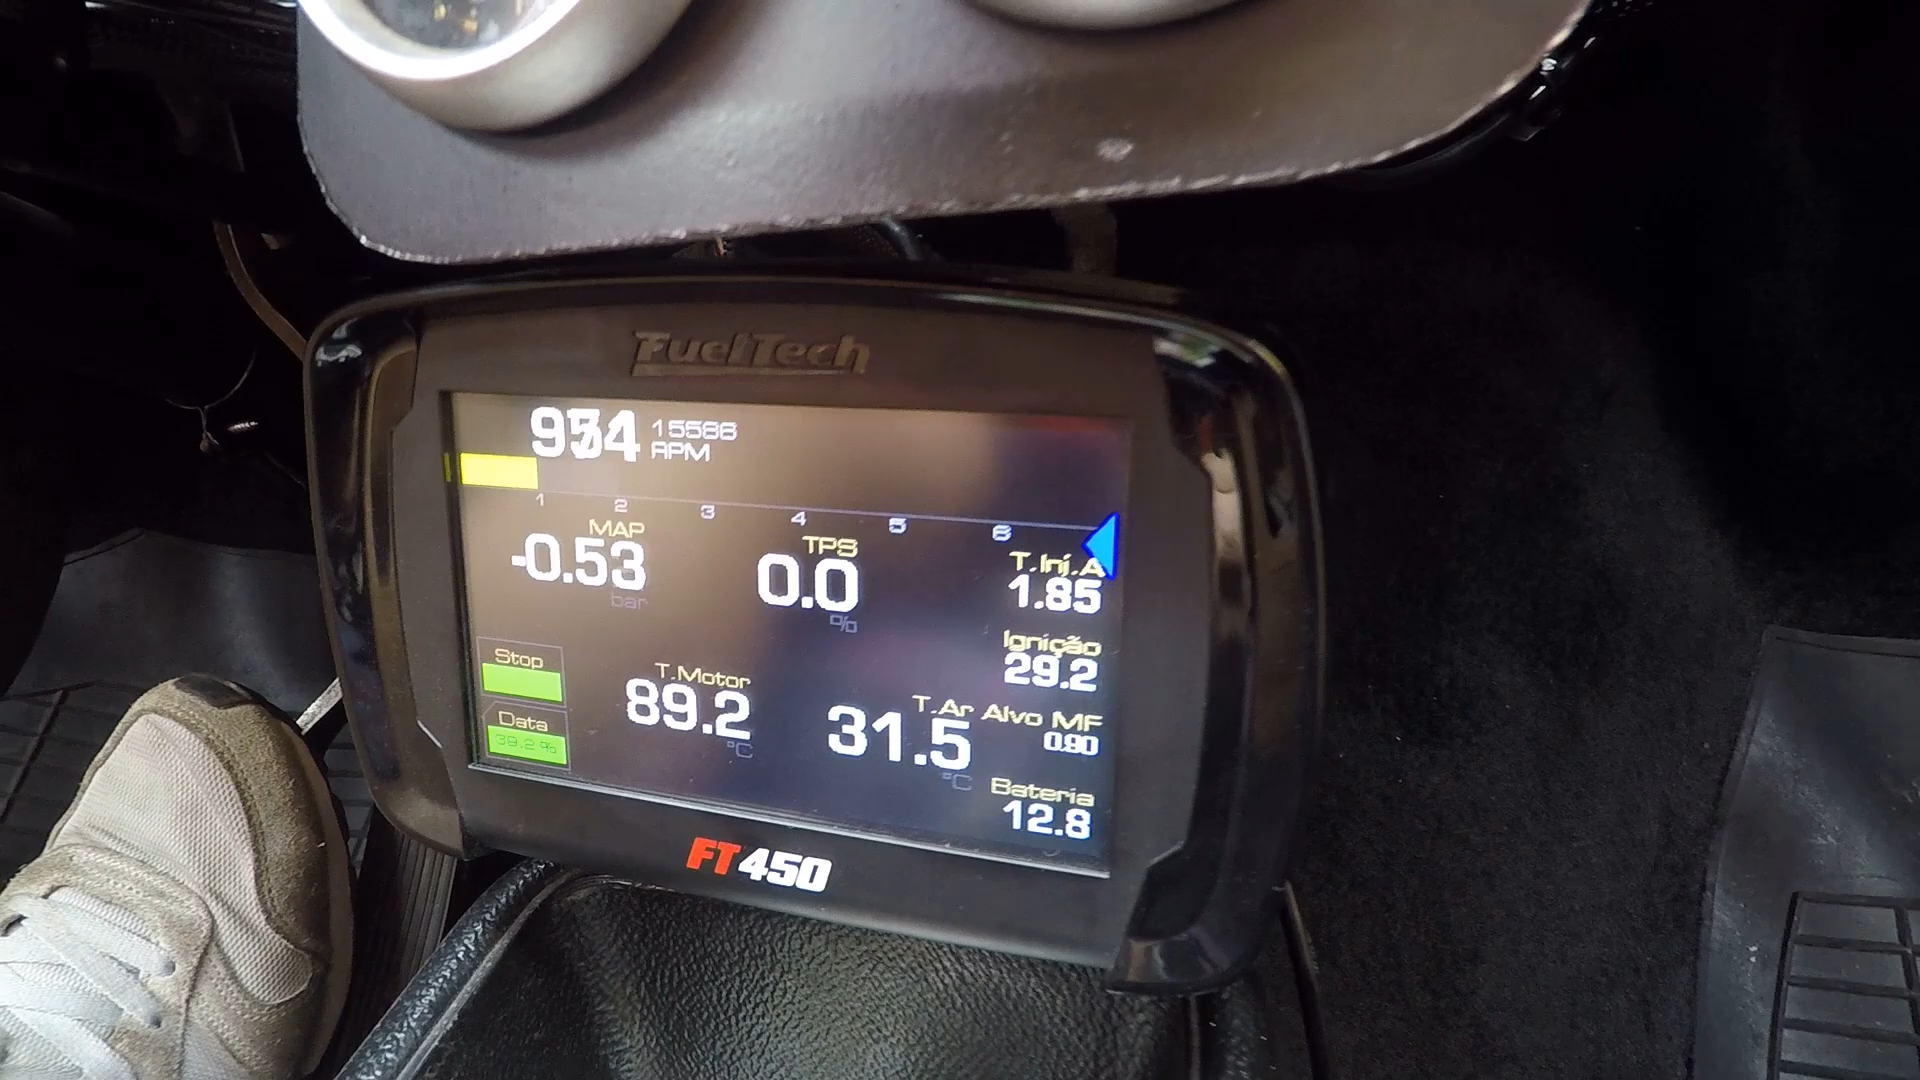 FuelTech
15586
RPM
1 2 3 4 5 6
MAP
-0.53
bar
TPS
0.0
%
T.Inj.A
1.85
Ignição
29.2
Stop
T.Motor
89.2
°C
T.Ar
31.5
°C
Alvo MF
0.90
Data
39.2 %
Bateria
12.8
FT450